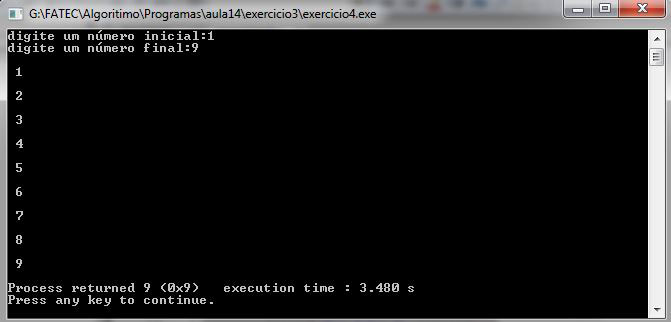 G:\FATEC\Algoritimo\Programas\aula14\exercicio3\exercicio4.exe
digite um número inicial:1
digite um número final:9
1
2
3
4
5
6
7
8
9
Process returned 9 (0x9)   execution time : 3.480 s
Press any key to continue.